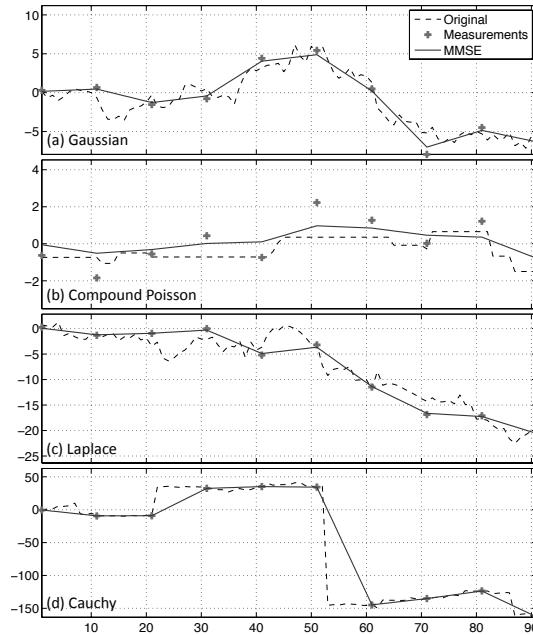 Original
Measurements
MMSE
10
5
0
−5
(a) Gaussian
4
2
0
−2
(b) Compound Poisson
0
−5
−10
−15
−20
−25
(c) Laplace
50
0
−50
−100
−150
(d) Cauchy
10 20 30 40 50 60 70 80 90